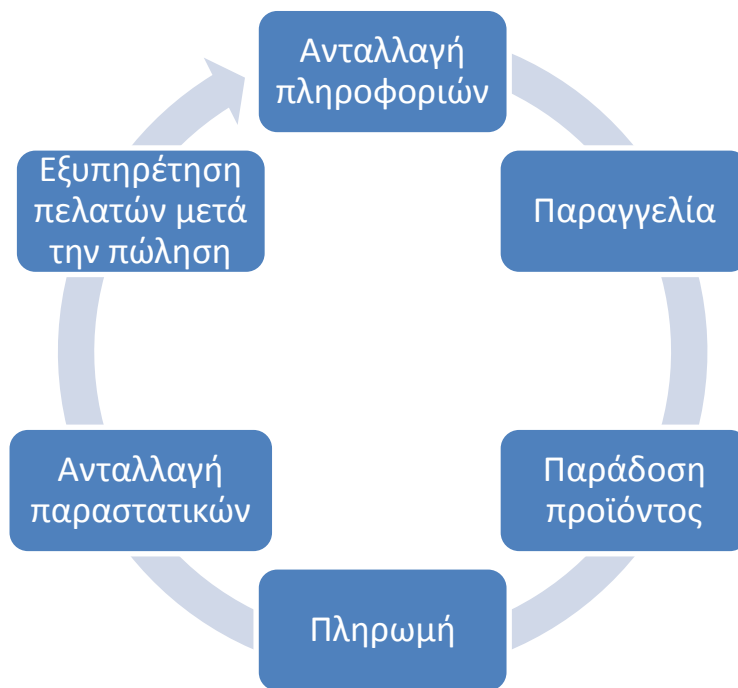 Ανταλλαγή
πληροφοριών
Παραγγελία
Παράδοση
προϊόντος
Πληρωμή
Ανταλλαγή
παραστατικών
Εξυπηρέτηση
πελατών μετά
την πώληση